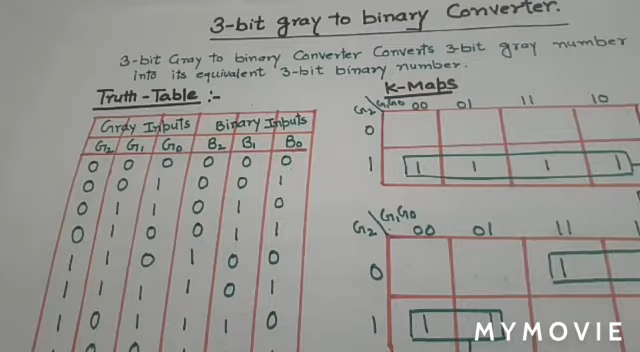 3-bit gray to binary Converter.
3-bit Gray to binary Converter Converts 3-bit gray number
into its equivalent 3-bit binary number.
Truth-Table :-
Gray Inputs Binary Inputs
G2 G1 G0 B2 B1 B0
0 0 0 0 0 0
0 0 1 0 0 1
0 1 1 0 1 0
0 1 0 0 1 1
1 1 0 1 0 0
1 1 1 1 0 1
1 0 1 1 1 0
K-Maps
G2\G1G0 00 01 11 10
0
1 1 1 1 1
G2\G1G0 00 01 11
0 1
1 1 1
MYMOVIE